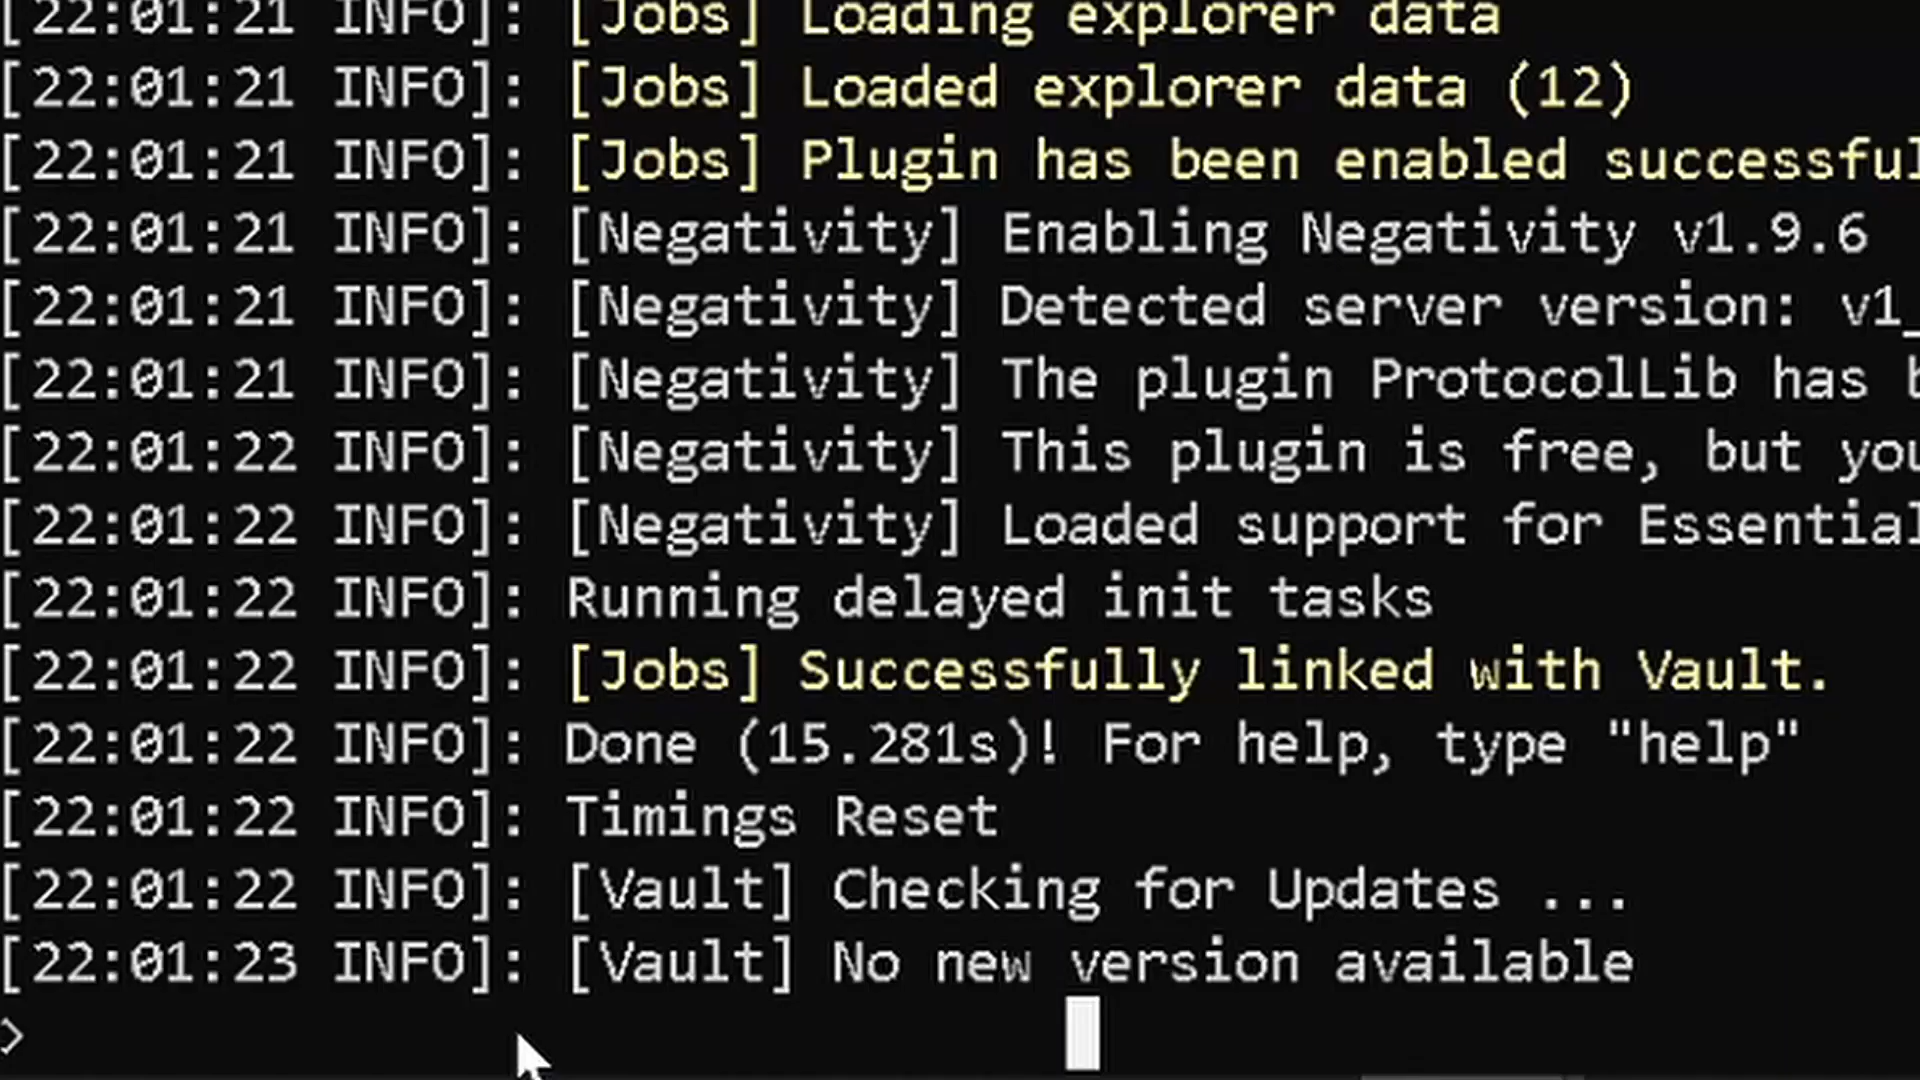 [22:01:21 INFO]: [Jobs] Loading explorer data
[22:01:21 INFO]: [Jobs] Loaded explorer data (12)
[22:01:21 INFO]: [Jobs] Plugin has been enabled successful
[22:01:21 INFO]: [Negativity] Enabling Negativity v1.9.6
[22:01:21 INFO]: [Negativity] Detected server version: v1_
[22:01:21 INFO]: [Negativity] The plugin ProtocolLib has b
[22:01:22 INFO]: [Negativity] This plugin is free, but you
[22:01:22 INFO]: [Negativity] Loaded support for Essential
[22:01:22 INFO]: Running delayed init tasks
[22:01:22 INFO]: [Jobs] Successfully linked with Vault.
[22:01:22 INFO]: Done (15.281s)! For help, type "help"
[22:01:22 INFO]: Timings Reset
[22:01:22 INFO]: [Vault] Checking for Updates ...
[22:01:23 INFO]: [Vault] No new version available
>